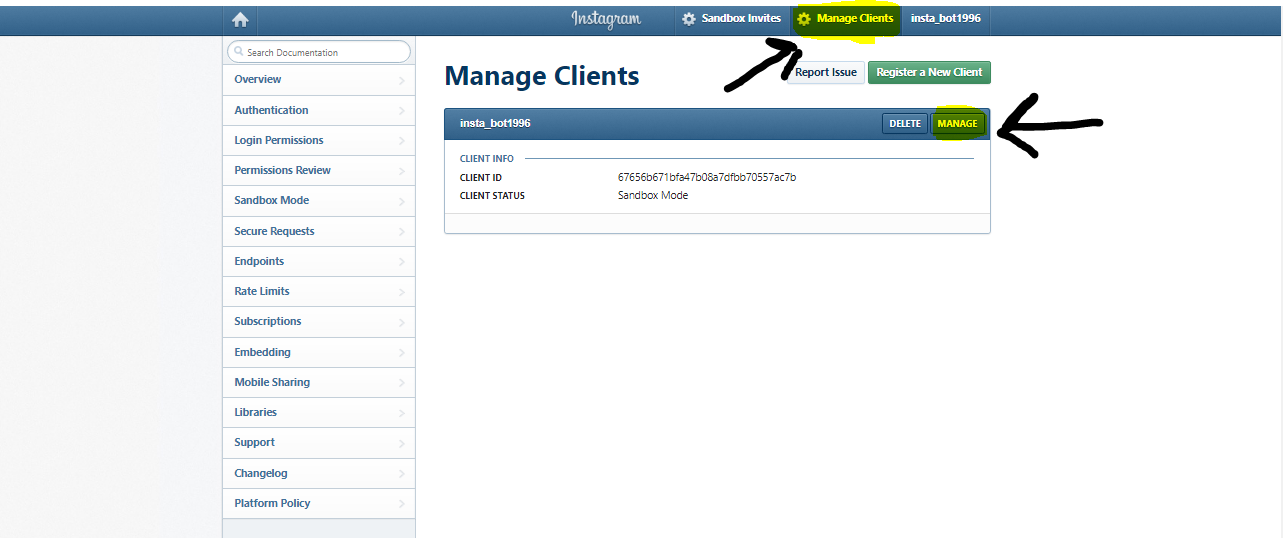 Instagram
Sandbox Invites
Manage Clients
insta_bot1996
Search Documentation
Overview
Authentication
Login Permissions
Permissions Review
Sandbox Mode
Secure Requests
Endpoints
Rate Limits
Subscriptions
Embedding
Mobile Sharing
Libraries
Support
Changelog
Platform Policy
Manage Clients
Report Issue
Register a New Client
insta_bot1996
DELETE
MANAGE
CLIENT INFO
CLIENT ID 67656b671bfa47b08a7dfbb70557ac7b
CLIENT STATUS Sandbox Mode